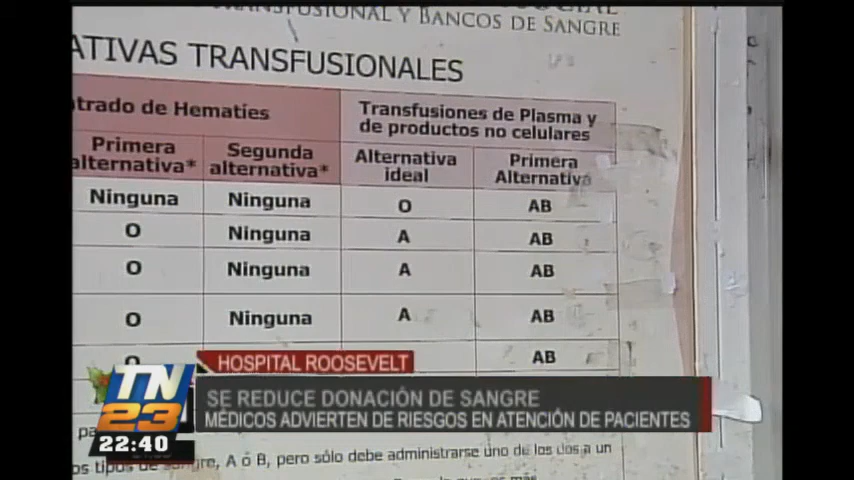 TRANSFUSIONAL Y BANCOS DE SANGRE
ATIVAS TRANSFUSIONALES
trado de Hematíes
Transfusiones de Plasma y
de productos no celulares
Primera
alternativa*
Segunda
alternativa*
Alternativa
ideal
Primera
Alternativa
Ninguna Ninguna O AB
O Ninguna A AB
O Ninguna A AB
O Ninguna A AB
O AB
HOSPITAL ROOSEVELT
SE REDUCE DONACIÓN DE SANGRE
MÉDICOS ADVIERTEN DE RIESGOS EN ATENCIÓN DE PACIENTES
TN
23
22:40
pa
os tipos de sangre, A ó B, pero sólo debe administrarse uno de los dos a un